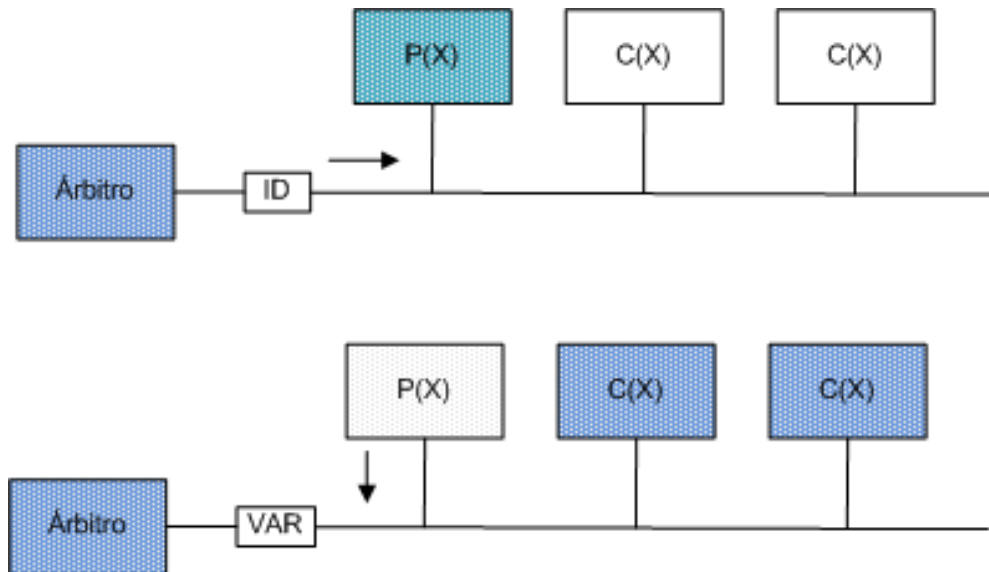 P(X)
C(X)
C(X)
Árbitro
ID
P(X)
C(X)
C(X)
Árbitro
VAR